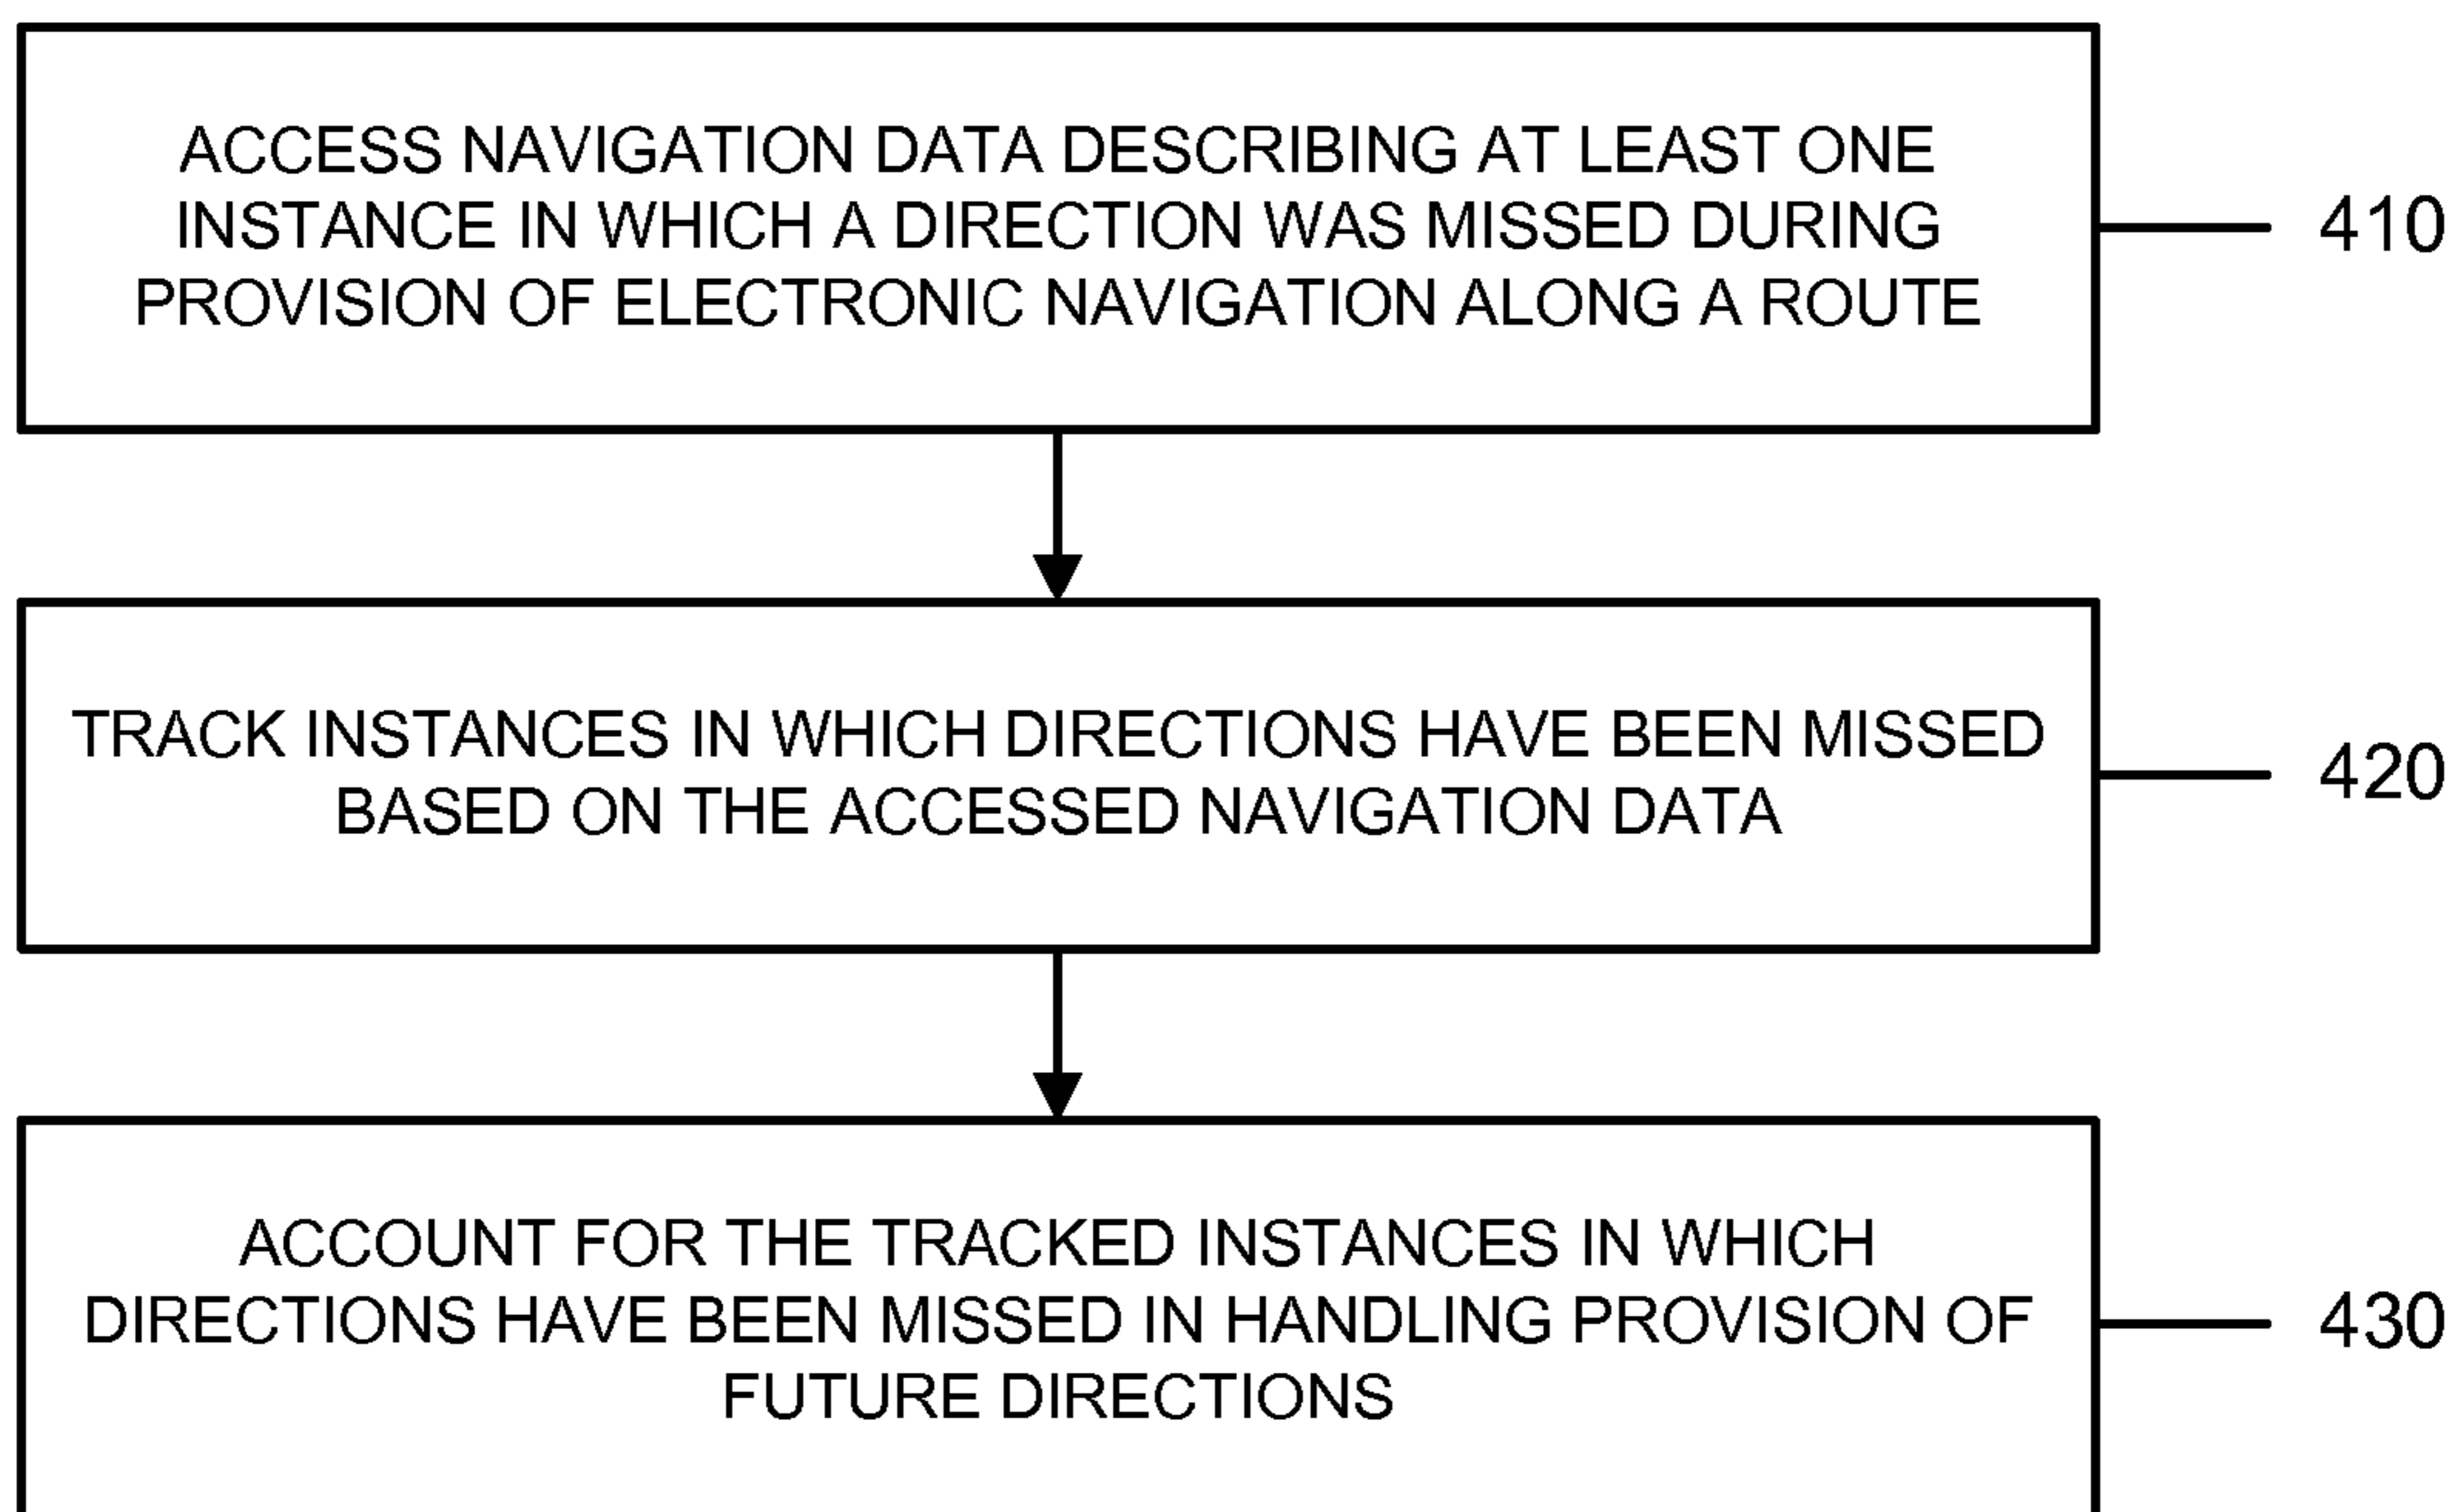 ACCESS NAVIGATION DATA DESCRIBING AT LEAST ONE
INSTANCE IN WHICH A DIRECTION WAS MISSED DURING
PROVISION OF ELECTRONIC NAVIGATION ALONG A ROUTE
410
TRACK INSTANCES IN WHICH DIRECTIONS HAVE BEEN MISSED
BASED ON THE ACCESSED NAVIGATION DATA
420
ACCOUNT FOR THE TRACKED INSTANCES IN WHICH
DIRECTIONS HAVE BEEN MISSED IN HANDLING PROVISION OF
FUTURE DIRECTIONS
430